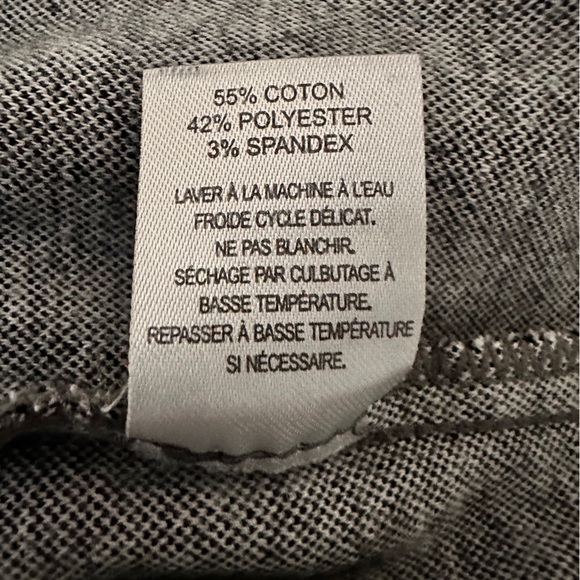 55% COTON
42% POLYESTER
3% SPANDEX
LAVER À LA MACHINE À L'EAU
FROIDE CYCLE DÉLICAT.
NE PAS BLANCHIR.
SÉCHAGE PAR CULBUTAGE À
BASSE TEMPÉRATURE.
REPASSER À BASSE TEMPÉRATURE
SI NÉCESSAIRE.